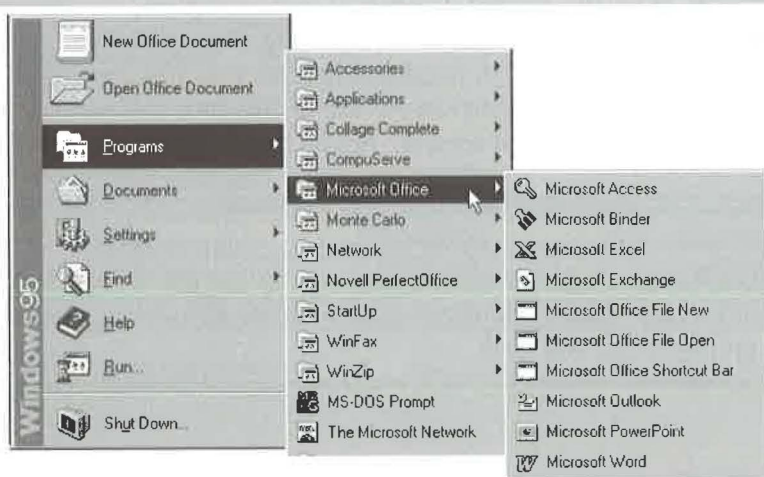 New Office Document
Open Office Document
Programs
Documents
Settings
Find
Help
Run...
Shut Down...
Windows95
Accessories
Applications
Collage Complete
CompuServe
Microsoft Office
Monte Carlo
Network
Novell PerfectOffice
StartUp
WinFax
WinZip
MS-DOS Prompt
The Microsoft Network
Microsoft Access
Microsoft Binder
Microsoft Excel
Microsoft Exchange
Microsoft Office File New
Microsoft Office File Open
Microsoft Office Shortcut Bar
Microsoft Outlook
Microsoft PowerPoint
Microsoft Word